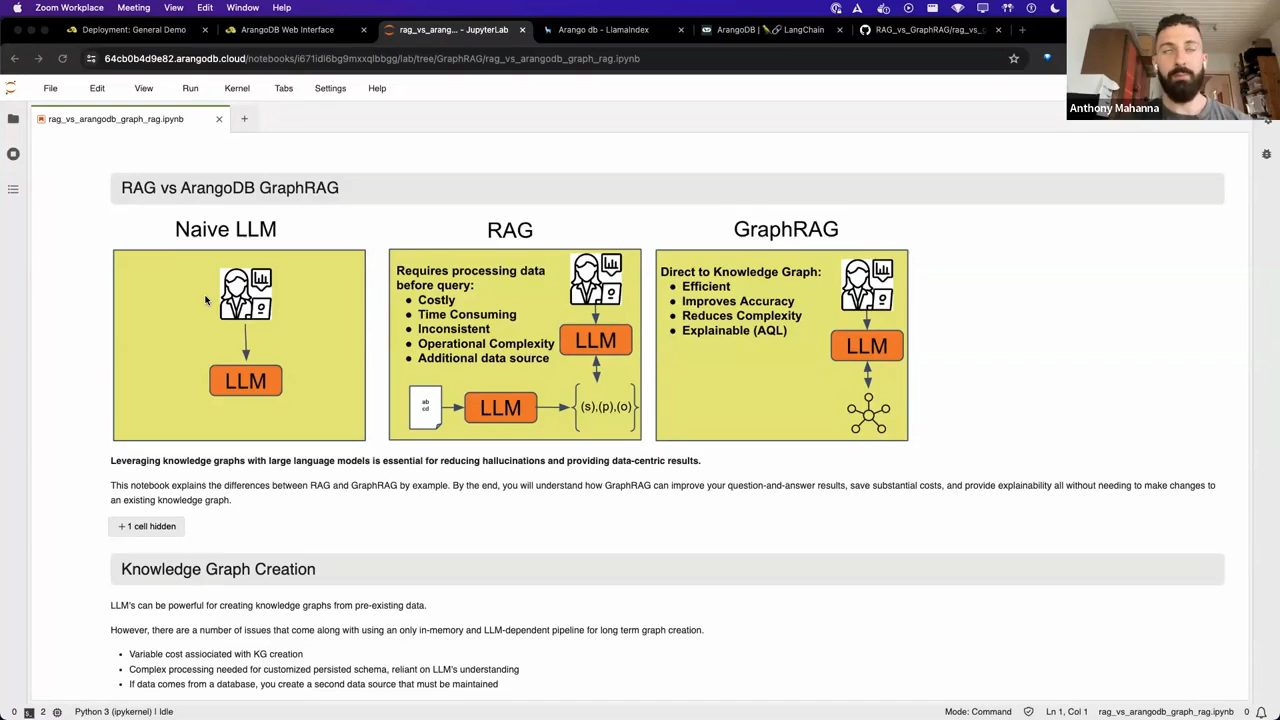 Zoom Workplace Meeting View Edit Window Help
Deployment: General Demo
ArangoDB Web Interface
rag_vs_arang... - JupyterLab
Arango db - LlamaIndex
ArangoDB | LangChain
RAG_vs_GraphRAG/rag_vs_g
64cb0b4d9e82.arangodb.cloud/notebooks/i671idl6bg9mxxqlbbgg/lab/tree/GraphRAG/rag_vs_arangodb_graph_rag.ipynb
Anthony Mahanna
File Edit View Run Kernel Tabs Settings Help
rag_vs_arangodb_graph_rag.ipynb
RAG vs ArangoDB GraphRAG
Naive LLM
LLM
RAG
Requires processing data
before query:
• Costly
• Time Consuming
• Inconsistent
• Operational Complexity
• Additional data source
LLM
ab
cd
LLM
{(s),(p),(o)}
GraphRAG
Direct to Knowledge Graph:
• Efficient
• Improves Accuracy
• Reduces Complexity
• Explainable (AQL)
LLM
Leveraging knowledge graphs with large language models is essential for reducing hallucinations and providing data-centric results.
This notebook explains the differences between RAG and GraphRAG by example. By the end, you will understand how GraphRAG can improve your question-and-answer results, save substantial costs, and provide explainability all without needing to make changes to
an existing knowledge graph.
+ 1 cell hidden
Knowledge Graph Creation
LLM's can be powerful for creating knowledge graphs from pre-existing data.
However, there are a number of issues that come along with using an only in-memory and LLM-dependent pipeline for long term graph creation.
• Variable cost assiociated with KG creation
• Complex processing needed for customized persisted schema, reliant on LLM's understanding
• If data comes from a database, you create a second data source that must be maintained
0 2 Python 3 (ipykernel) | Idle
Mode: Command Ln 1, Col 1 rag_vs_arangodb_graph_rag.ipynb 0